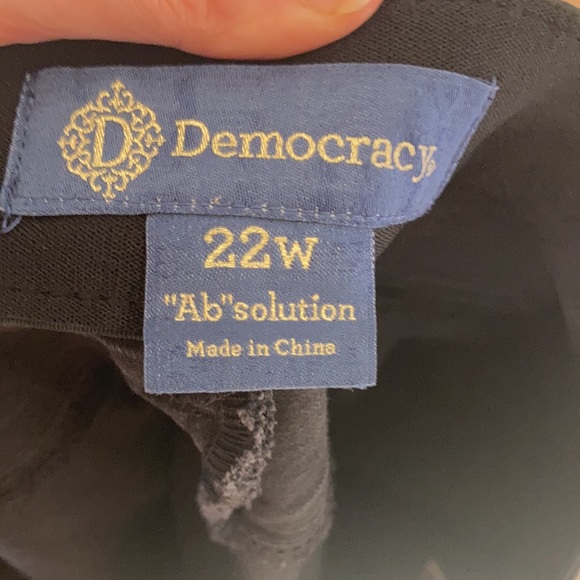 D Democracy®
22W
"Ab"solution
Made in China